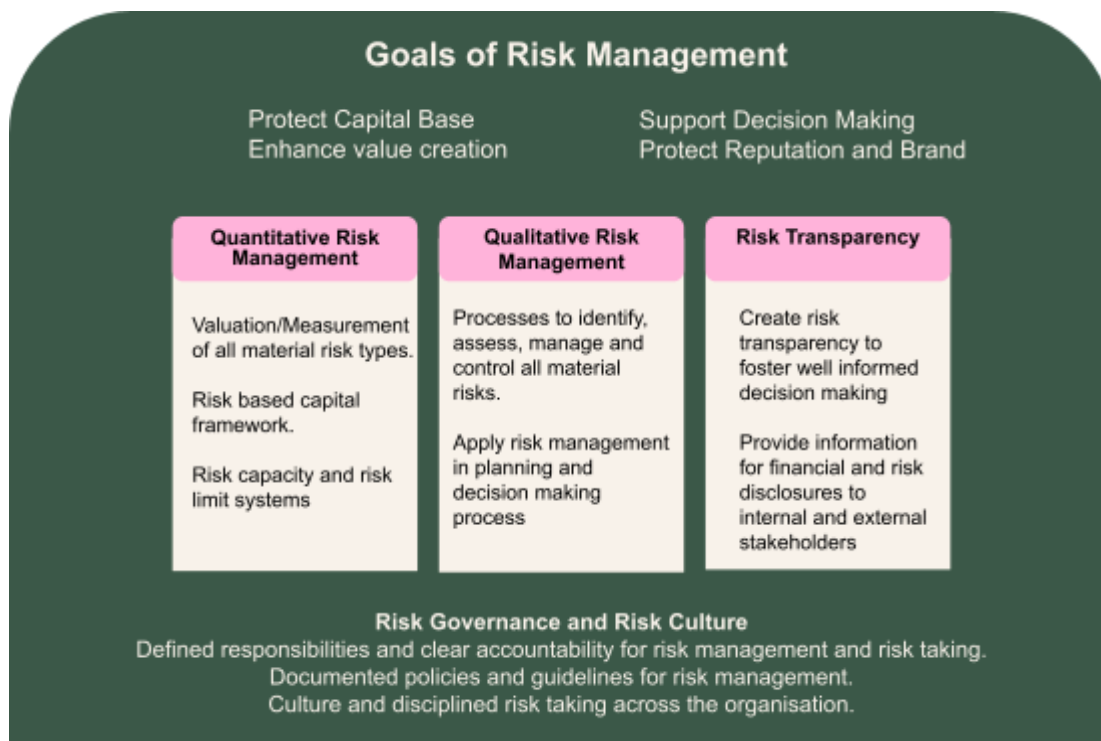 Goals of Risk Management
Protect Capital Base
Enhance value creation
Support Decision Making
Protect Reputation and Brand
Quantitative Risk
Management
Valuation/Measurement
of all material risk types.
Risk based capital
framework.
Risk capacity and risk
limit systems
Qualitative Risk
Management
Processes to identify,
assess, manage and
control all material
risks.
Apply risk management
in planning and
decision making
process
Risk Transparency
Create risk
transparency to
foster well informed
decision making
Provide information
for financial and risk
disclosures to
internal and external
stakeholders
Risk Governance and Risk Culture
Defined responsibilities and clear accountability for risk management and risk taking.
Documented policies and guidelines for risk management.
Culture and disciplined risk taking across the organisation.